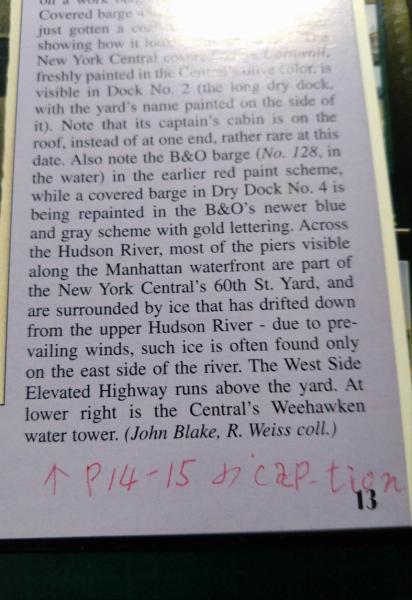 Covered barge 4
just gotten a
showing how it
New York Central
freshly painted in the Central's olive color, is
visible in Dock No. 2 (the long dry dock,
with the yard's name painted on the side of
it). Note that its captain's cabin is on the
roof, instead of at one end, rather rare at this
date. Also note the B&O barge (No. 128, in
the water) in the earlier red paint scheme,
while a covered barge in Dry Dock No. 4 is
being repainted in the B&O's newer blue
and gray scheme with gold lettering. Across
the Hudson River, most of the piers visible
along the Manhattan waterfront are part of
the New York Central's 60th St. Yard, and
are surrounded by ice that has drifted down
from the upper Hudson River - due to pre-
vailing winds, such ice is often found only
on the east side of the river. The West Side
Elevated Highway runs above the yard. At
lower right is the Central's Weehawken
water tower. (John Blake, R. Weiss coll.)
↑ P14-15 の cap-tion
13